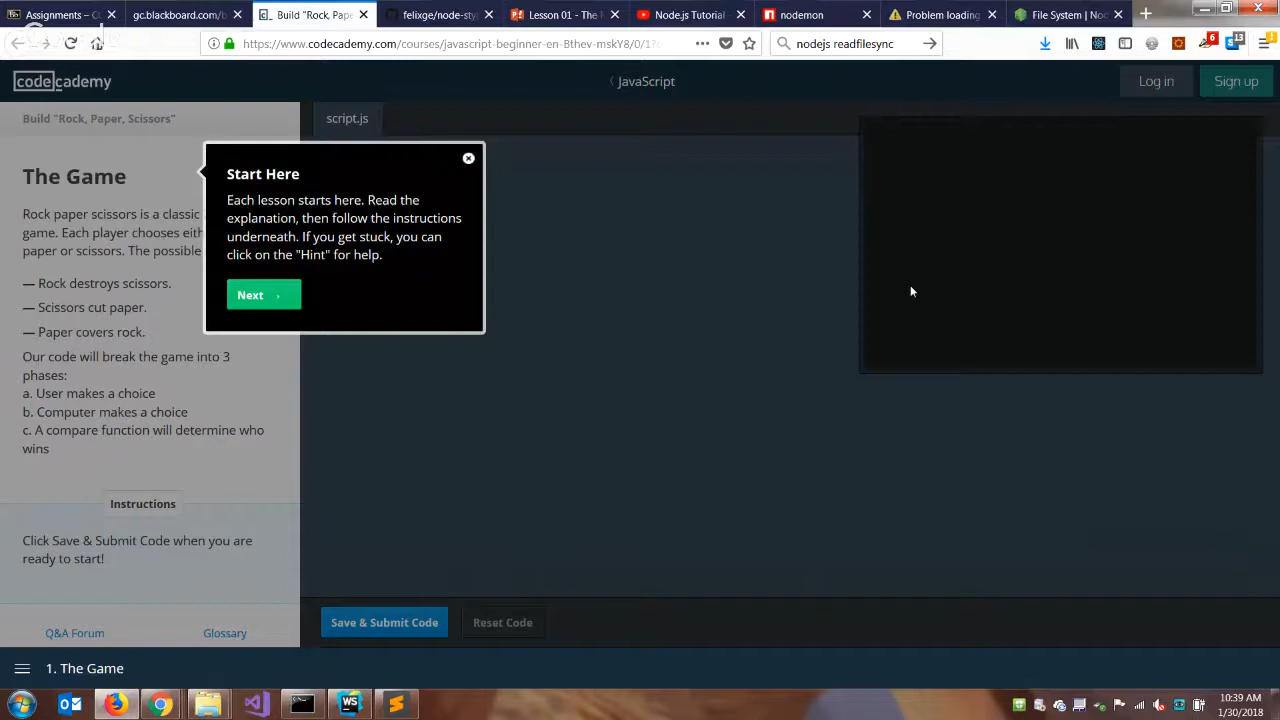 Assignments – C
gc.blackboard.com/b
Build "Rock, Pape
felixge/node-sty
Lesson 01 - The
Node.js Tutorial
nodemon
Problem loading
File System | No
https://www.codecademy.com/courses/javascript-beginner-en-Bthev-mskY8/0/1?
nodejs readfilesync
6
13
1
codecademy
JavaScript
Log in
Sign up
Build "Rock, Paper, Scissors"
script.js
The Game
Rock paper scissors is a classic
game. Each player chooses eith
paper or scissors. The possible
— Rock destroys scissors.
— Scissors cut paper.
— Paper covers rock.
Our code will break the game into 3
phases:
a. User makes a choice
b. Computer makes a choice
c. A compare function will determine who
wins
Start Here
Each lesson starts here. Read the
explanation, then follow the instructions
underneath. If you get stuck, you can
click on the "Hint" for help.
Next
Instructions
Click Save & Submit Code when you are
ready to start!
Q&A Forum
Glossary
Save & Submit Code
Reset Code
1. The Game
WS
10:39 AM
1/30/2018